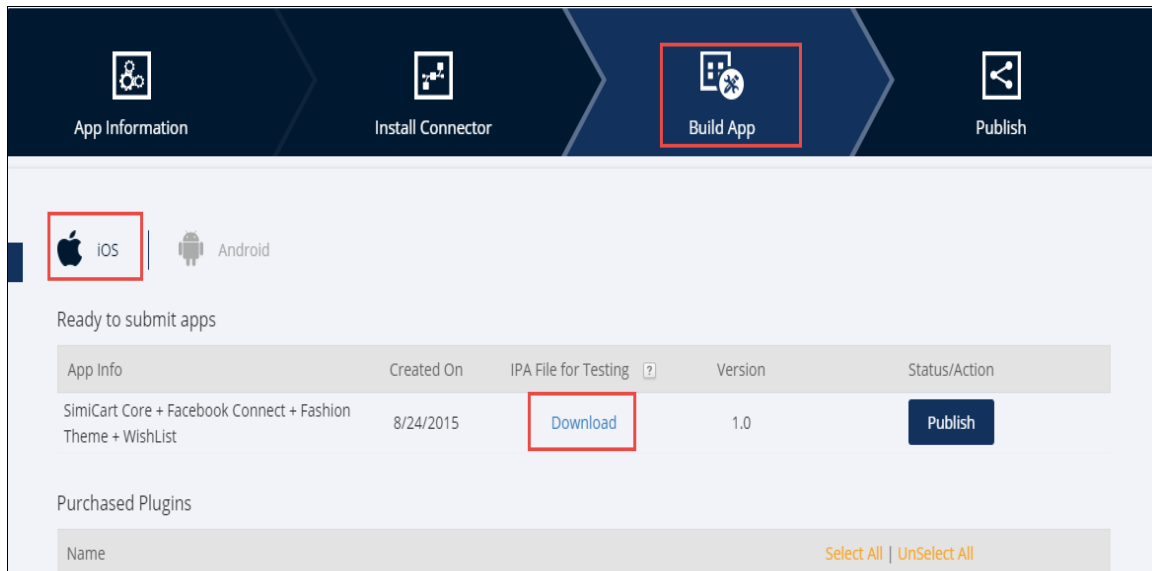 App Information Install Connector Build App Publish
iOS Android
Ready to submit apps
App Info Created On IPA File for Testing ? Version Status/Action
SimiCart Core + Facebook Connect + Fashion
Theme + WishList 8/24/2015 Download 1.0 Publish
Purchased Plugins
Name Select All | UnSelect All